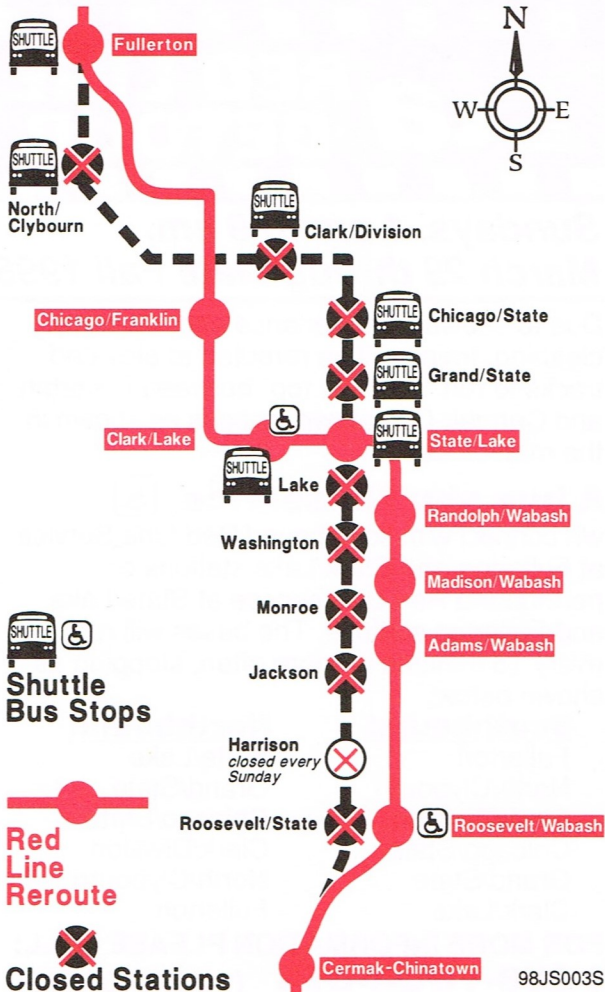 SHUTTLE
Fullerton
N
W E
S
SHUTTLE
North/
Clybourn
SHUTTLE
Clark/Division
Chicago/Franklin
SHUTTLE
Chicago/State
SHUTTLE
Grand/State
Clark/Lake
SHUTTLE
State/Lake
SHUTTLE
Lake
Randolph/Wabash
Washington
Madison/Wabash
Monroe
Adams/Wabash
SHUTTLE
Shuttle
Bus Stops
Jackson
Harrison
closed every
Sunday
Roosevelt/State
Roosevelt/Wabash
Red
Line
Reroute
Closed Stations
Cermak-Chinatown
98JS003S